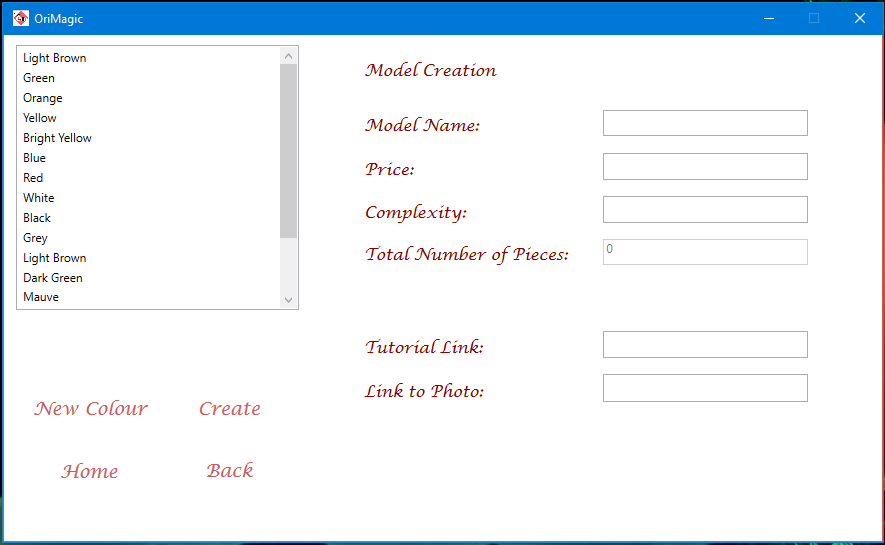 OriMagic
Light Brown
Green
Orange
Yellow
Bright Yellow
Blue
Red
White
Black
Grey
Light Brown
Dark Green
Mauve
Model Creation
Model Name:
Price:
Complexity:
Total Number of Pieces:
0
Tutorial Link:
Link to Photo:
New Colour
Create
Home
Back